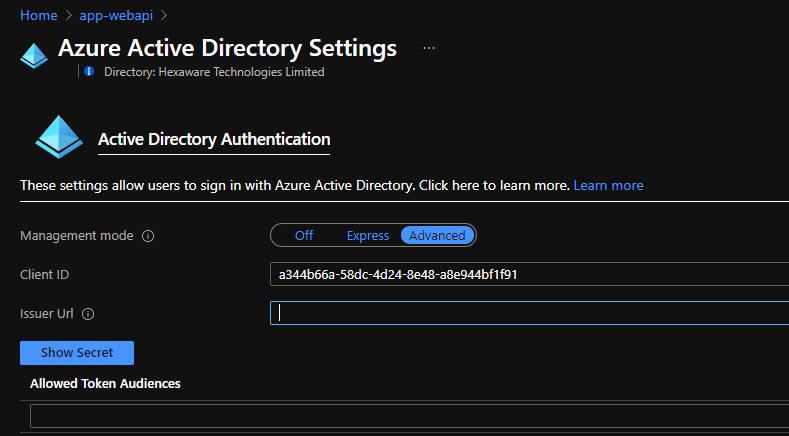 Home > app-webapi >
Azure Active Directory Settings ...
Directory: Hexaware Technologies Limited
Active Directory Authentication
These settings allow users to sign in with Azure Active Directory. Click here to learn more. Learn more
Management mode Off Express Advanced
Client ID a344b66a-58dc-4d24-8e48-a8e944bf1f91
Issuer Url
Show Secret
Allowed Token Audiences